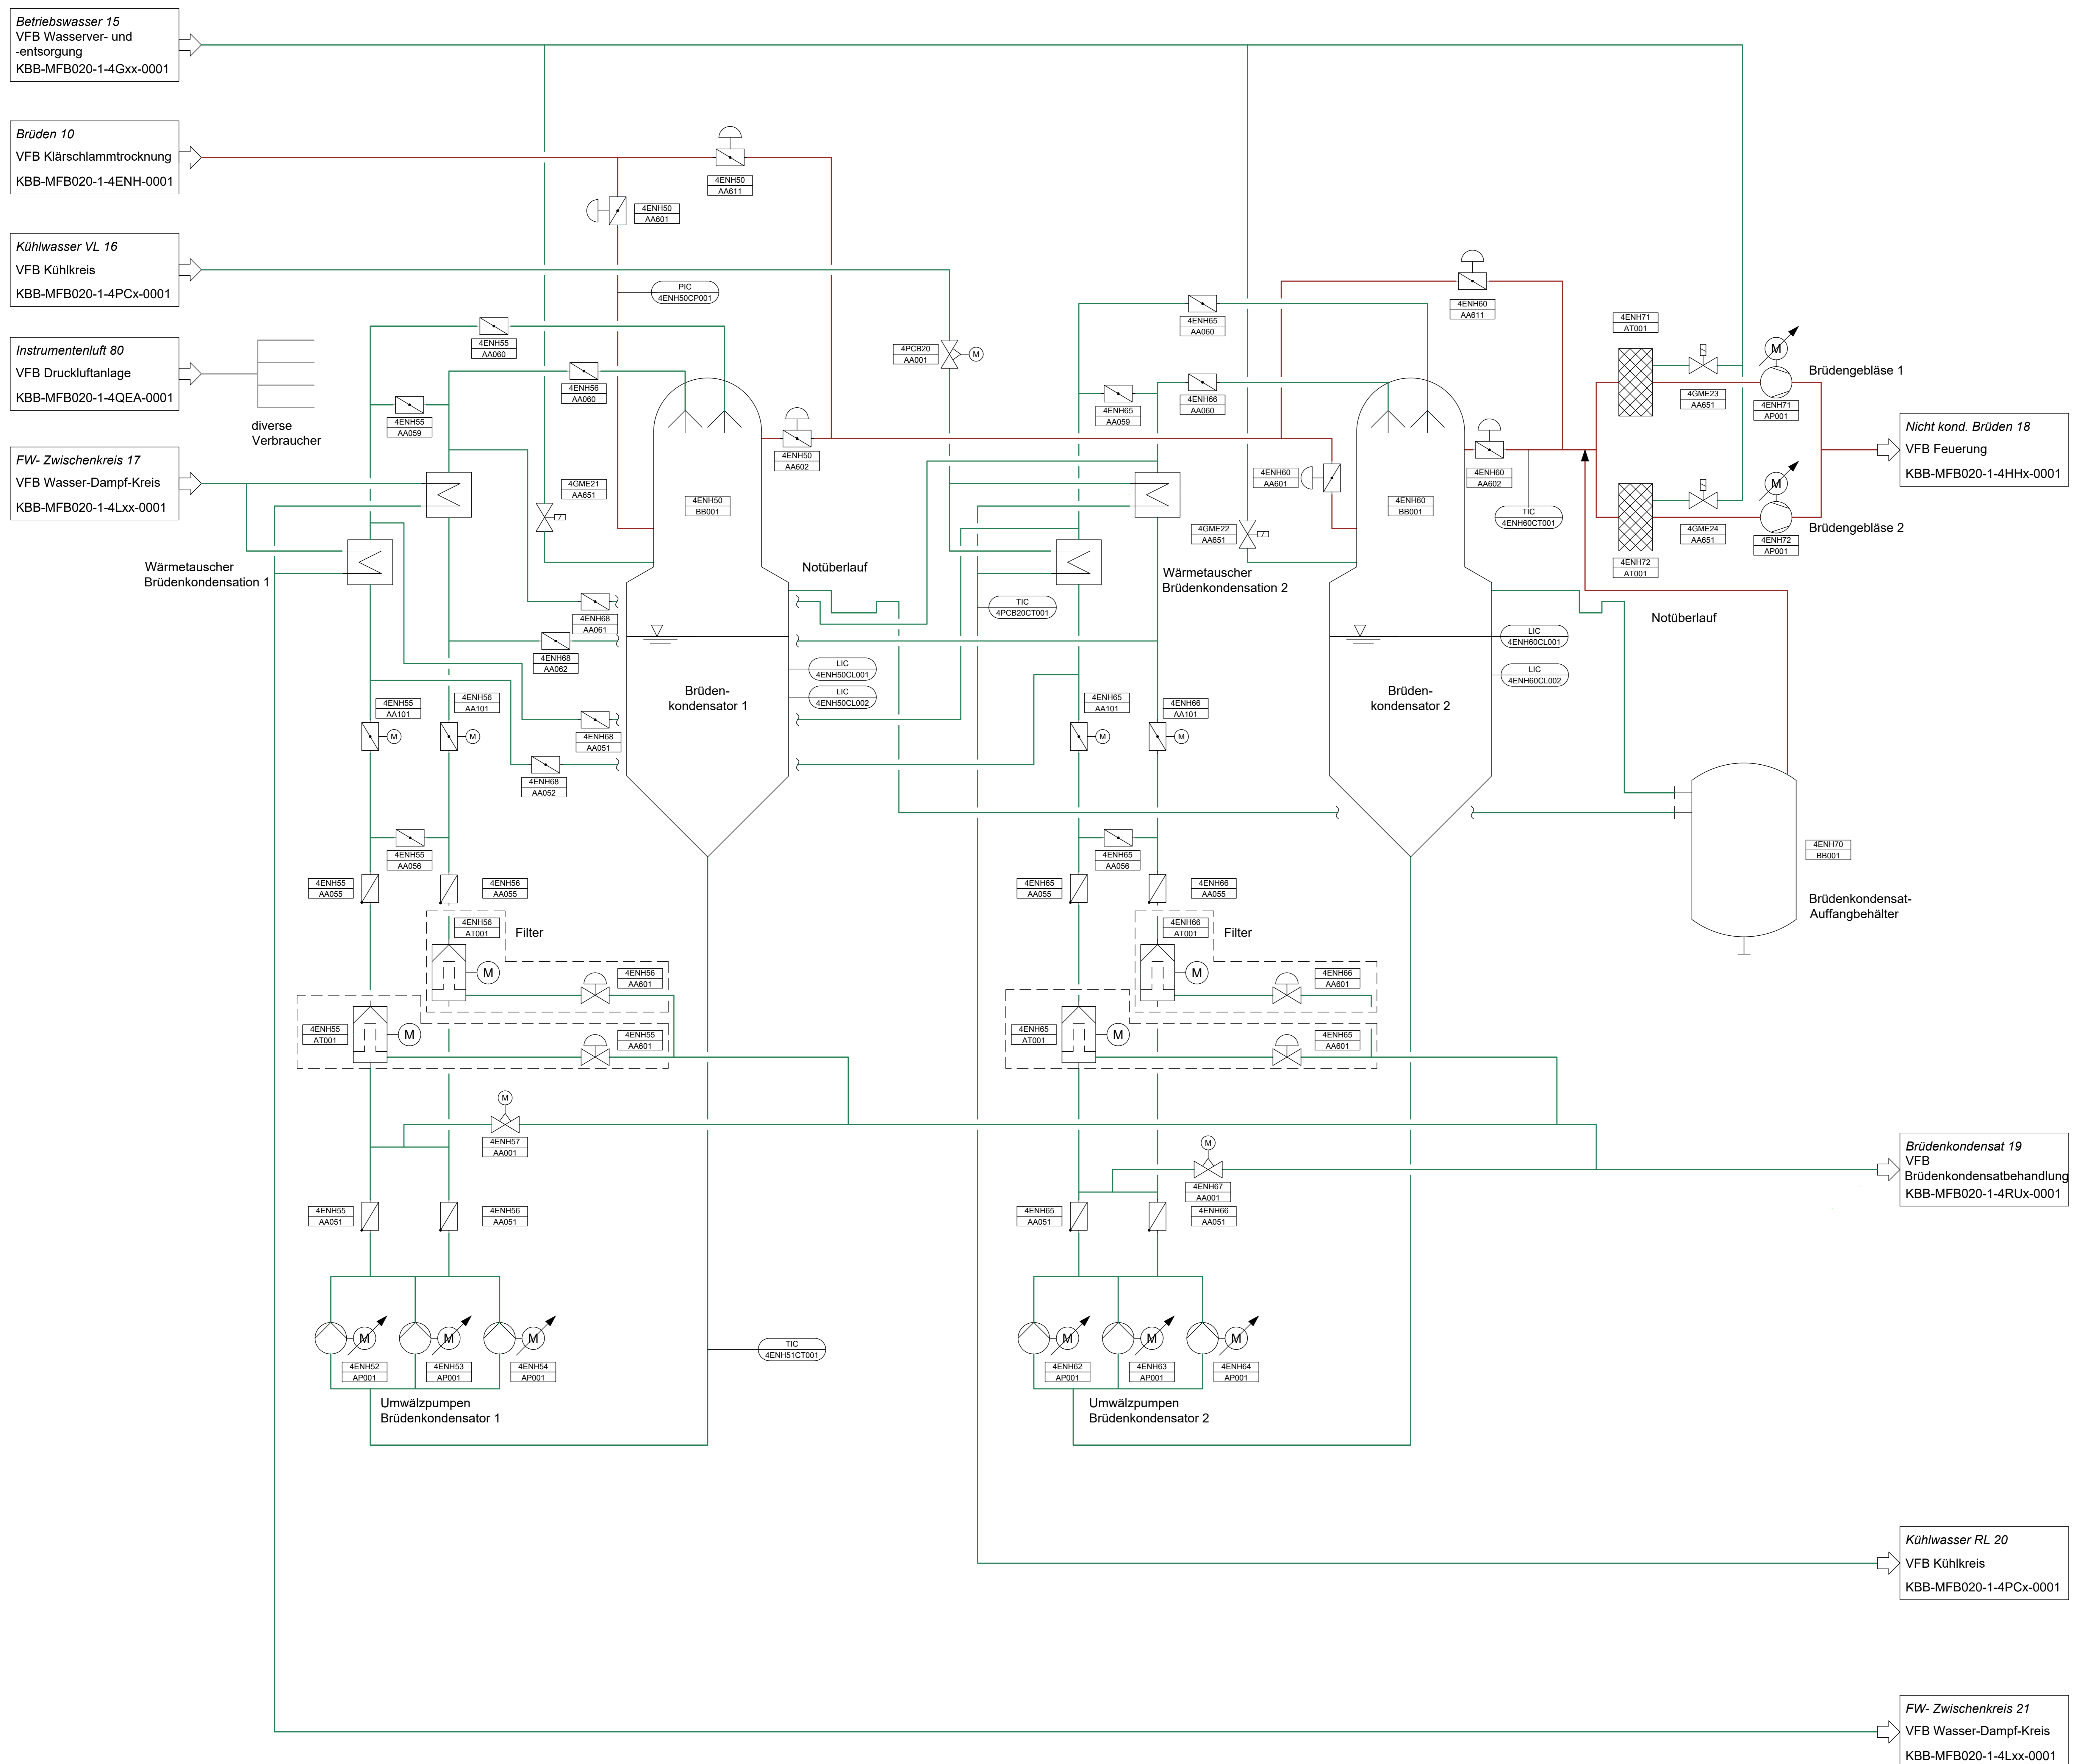 Betriebswasser 15
VFB Wasserver- und
-entsorgung
KBB-MFB020-1-4Gxx-0001
Brüden 10
VFB Klärschlammtrocknung
KBB-MFB020-1-4ENH-0001
Kühlwasser VL 16
VFB Kühlkreis
KBB-MFB020-1-4PCx-0001
Instrumentenluft 80
VFB Druckluftanlage
KBB-MFB020-1-4QEA-0001
diverse
Verbraucher
FW- Zwischenkreis 17
VFB Wasser-Dampf-Kreis
KBB-MFB020-1-4Lxx-0001
4ENH50
AA611
4ENH50
AA601
PIC
4ENH50CP001
4ENH55
AA060
4ENH56
AA060
4ENH55
AA059
4ENH50
AA602
4GME21
AA651
4ENH50
BB001
Wärmetauscher
Brüdenkondensation 1
Notüberlauf
4ENH68
AA061
4ENH68
AA062
LIC
4ENH50CL001
LIC
4ENH50CL002
Brüden-
kondensator 1
4ENH55
AA101
M
4ENH56
AA101
M
4ENH68
AA051
4ENH68
AA052
4ENH55
AA056
4ENH55
AA055
4ENH56
AA055
4ENH56
AT001
Filter
M
4ENH56
AA601
4ENH55
AT001
M
4ENH55
AA601
M
4ENH57
AA001
4ENH55
AA051
4ENH56
AA051
M
M
M
4ENH52
AP001
4ENH53
AP001
4ENH54
AP001
TIC
4ENH51CT001
Umwälzpumpen
Brüdenkondensator 1
4PCB20
AA001
M
4ENH65
AA060
4ENH65
AA059
4ENH66
AA060
4ENH60
AA611
4ENH60
AA601
4ENH60
AA602
4GME22
AA651
4ENH60
BB001
TIC
4ENH60CT001
Wärmetauscher
Brüdenkondensation 2
TIC
4PCB20CT001
LIC
4ENH60CL001
LIC
4ENH60CL002
Brüden-
kondensator 2
4ENH65
AA101
M
4ENH66
AA101
M
4ENH65
AA056
4ENH65
AA055
4ENH66
AA055
4ENH66
AT001
Filter
M
4ENH66
AA601
4ENH65
AT001
M
4ENH65
AA601
M
4ENH67
AA001
4ENH65
AA051
4ENH66
AA051
M
M
M
4ENH62
AP001
4ENH63
AP001
4ENH64
AP001
Umwälzpumpen
Brüdenkondensator 2
4ENH71
AT001
4GME23
AA651
M
4ENH71
AP001
Brüdengebläse 1
4ENH72
AT001
4GME24
AA651
M
4ENH72
AP001
Brüdengebläse 2
Notüberlauf
4ENH70
BB001
Brüdenkondensat-
Auffangbehälter
Nicht kond. Brüden 18
VFB Feuerung
KBB-MFB020-1-4HHx-0001
Brüdenkondensat 19
VFB
Brüdenkondensatbehandlung
KBB-MFB020-1-4RUx-0001
Kühlwasser RL 20
VFB Kühlkreis
KBB-MFB020-1-4PCx-0001
FW- Zwischenkreis 21
VFB Wasser-Dampf-Kreis
KBB-MFB020-1-4Lxx-0001